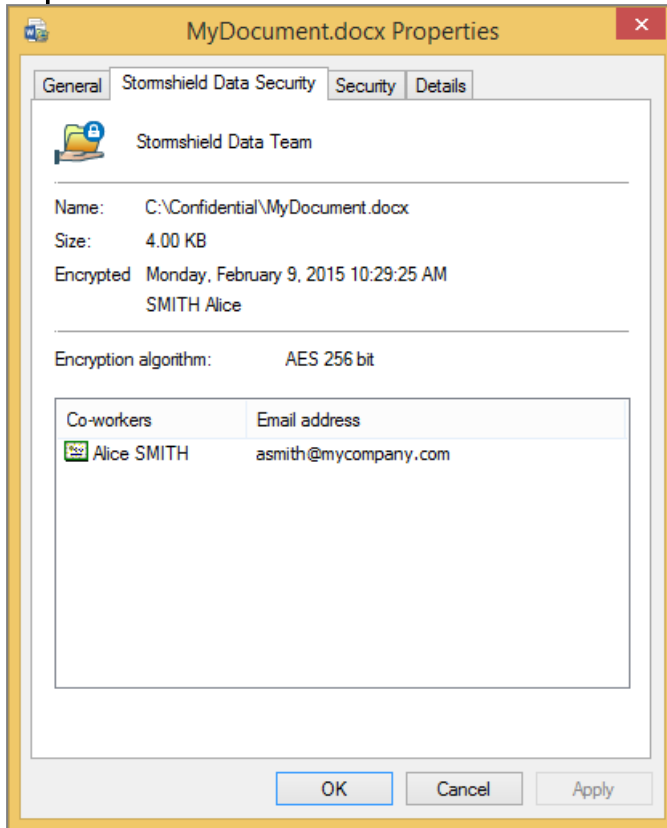 MyDocument.docx Properties
General Stormshield Data Security Security Details
Stormshield Data Team
Name: C:\Confidential\MyDocument.docx
Size: 4.00 KB
Encrypted Monday, February 9, 2015 10:29:25 AM
SMITH Alice
Encryption algorithm: AES 256 bit
Co-workers Email address
Alice SMITH asmith@mycompany.com
OK Cancel Apply